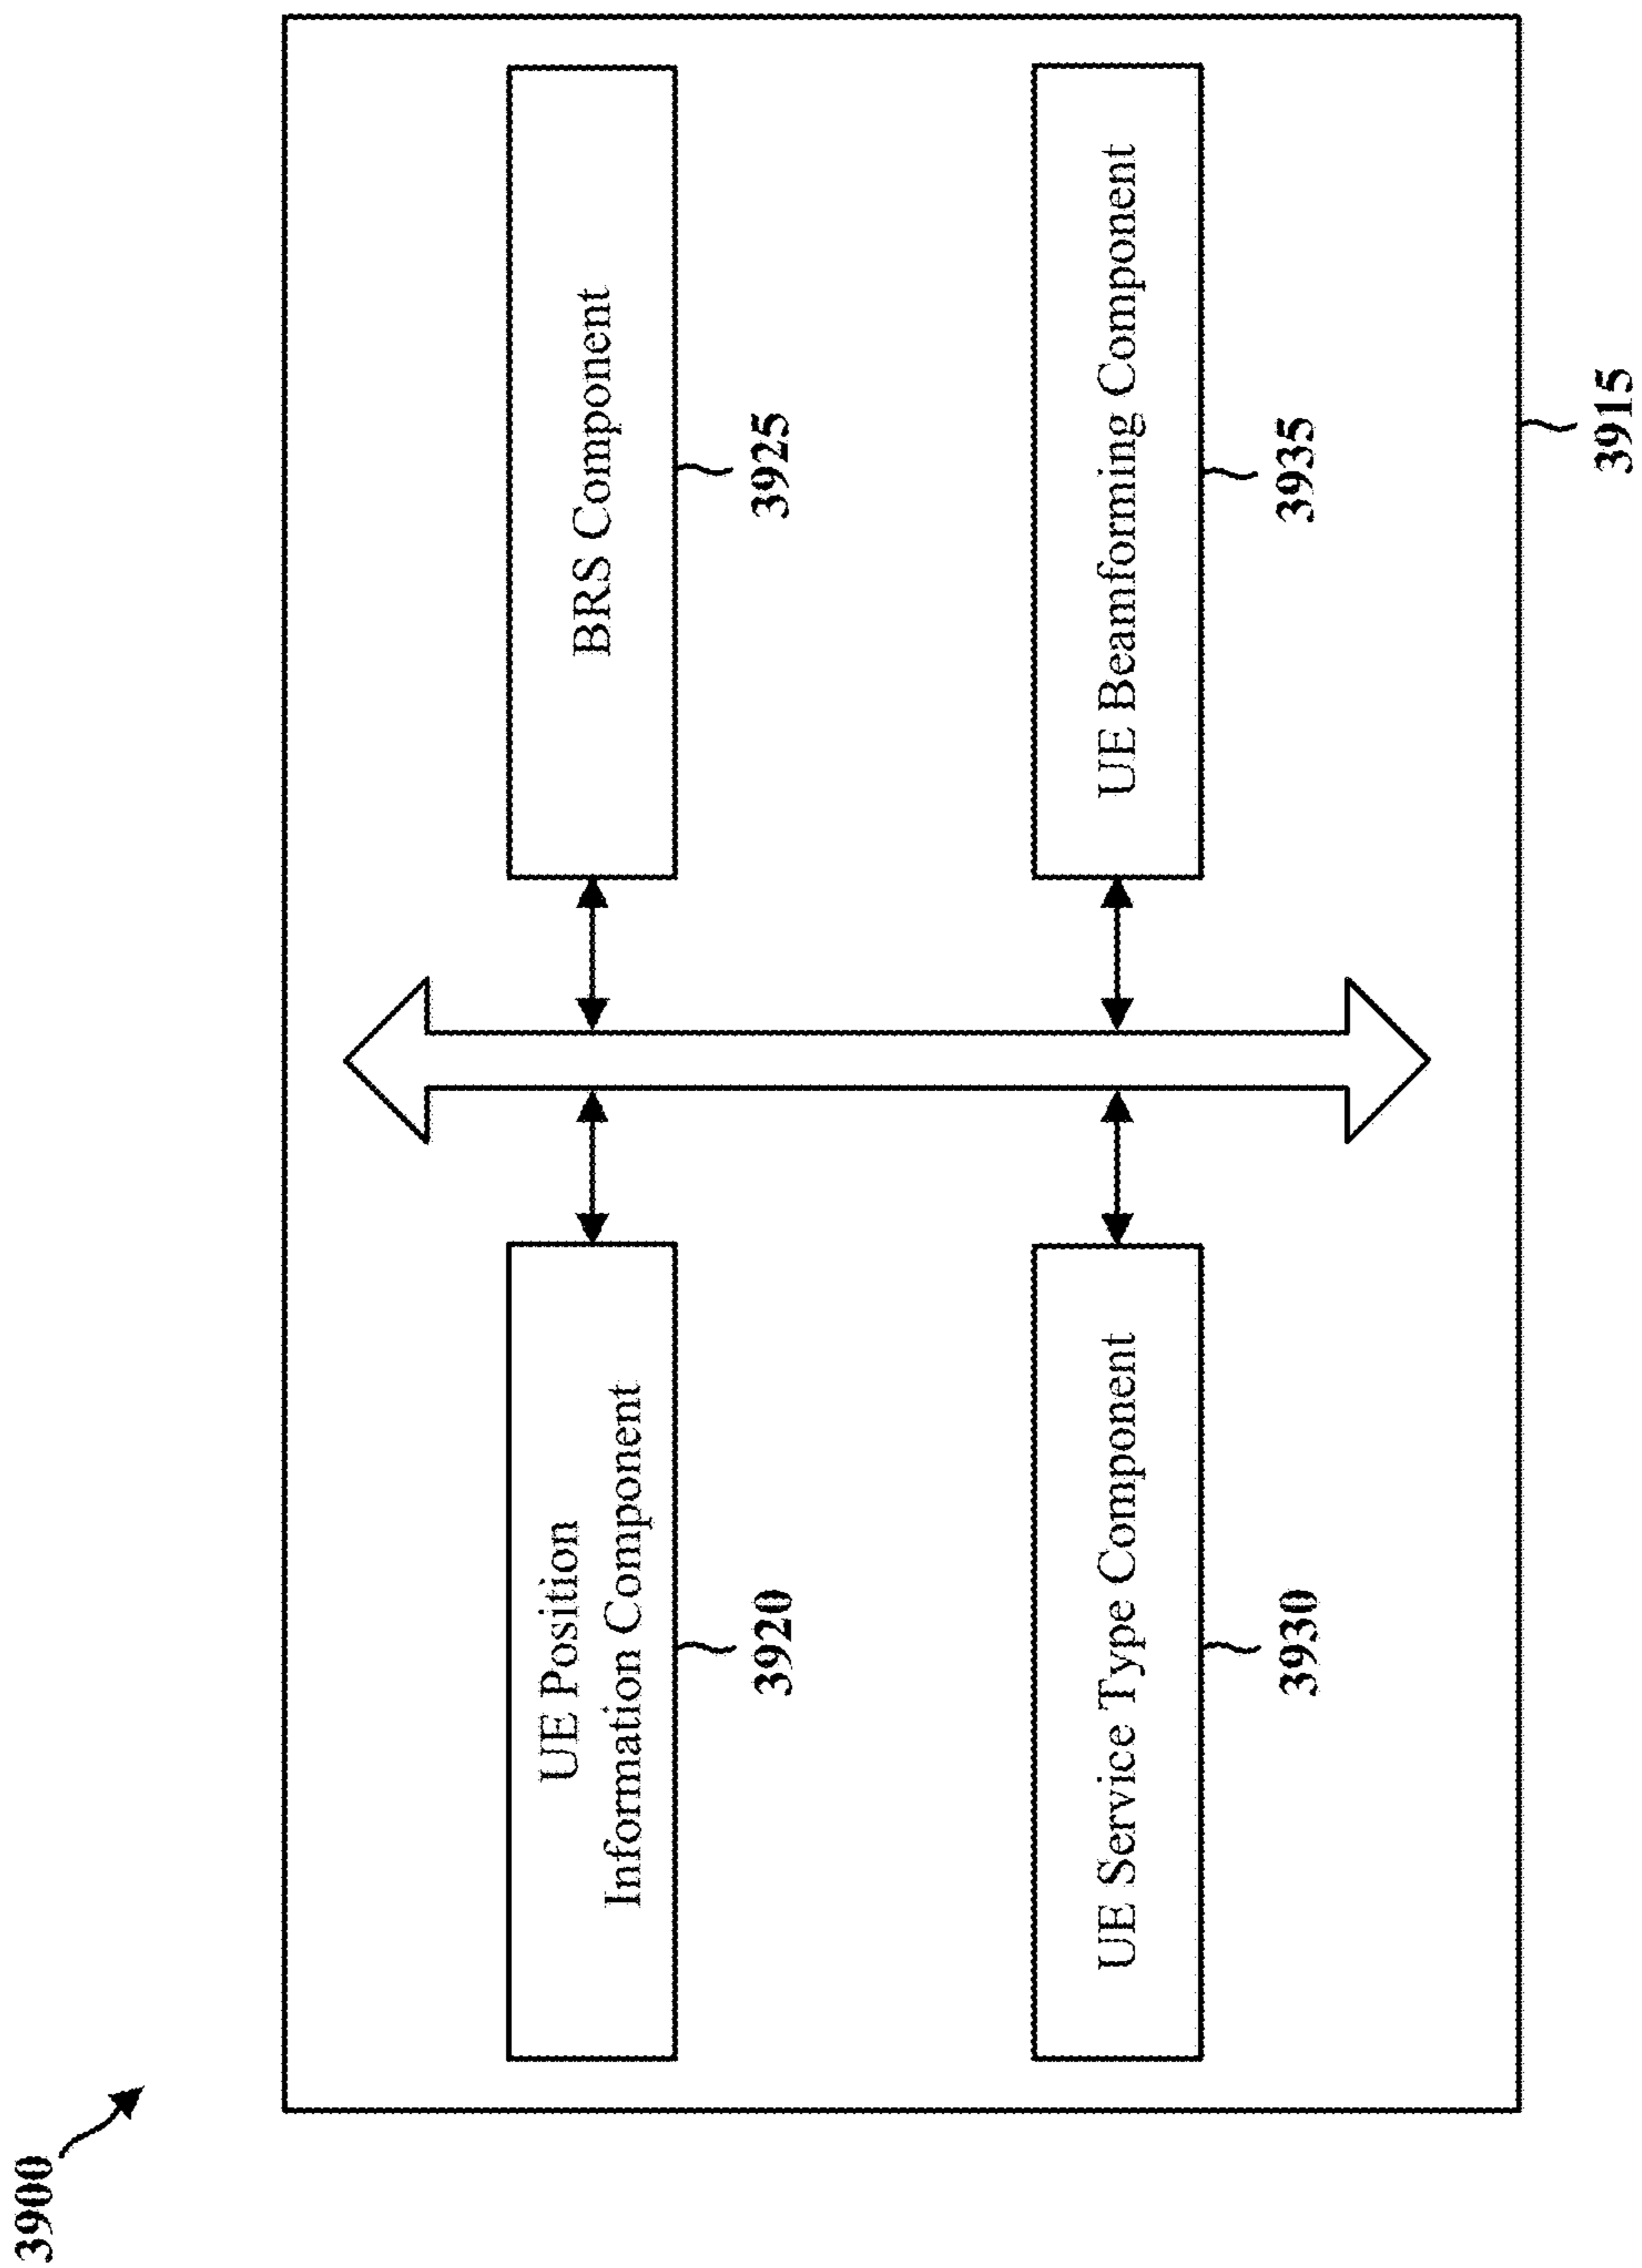 3900
UE Position
Information Component
3920
BRS Component
3925
UE Service Type Component
3930
UE Beamforming Component
3935
3915